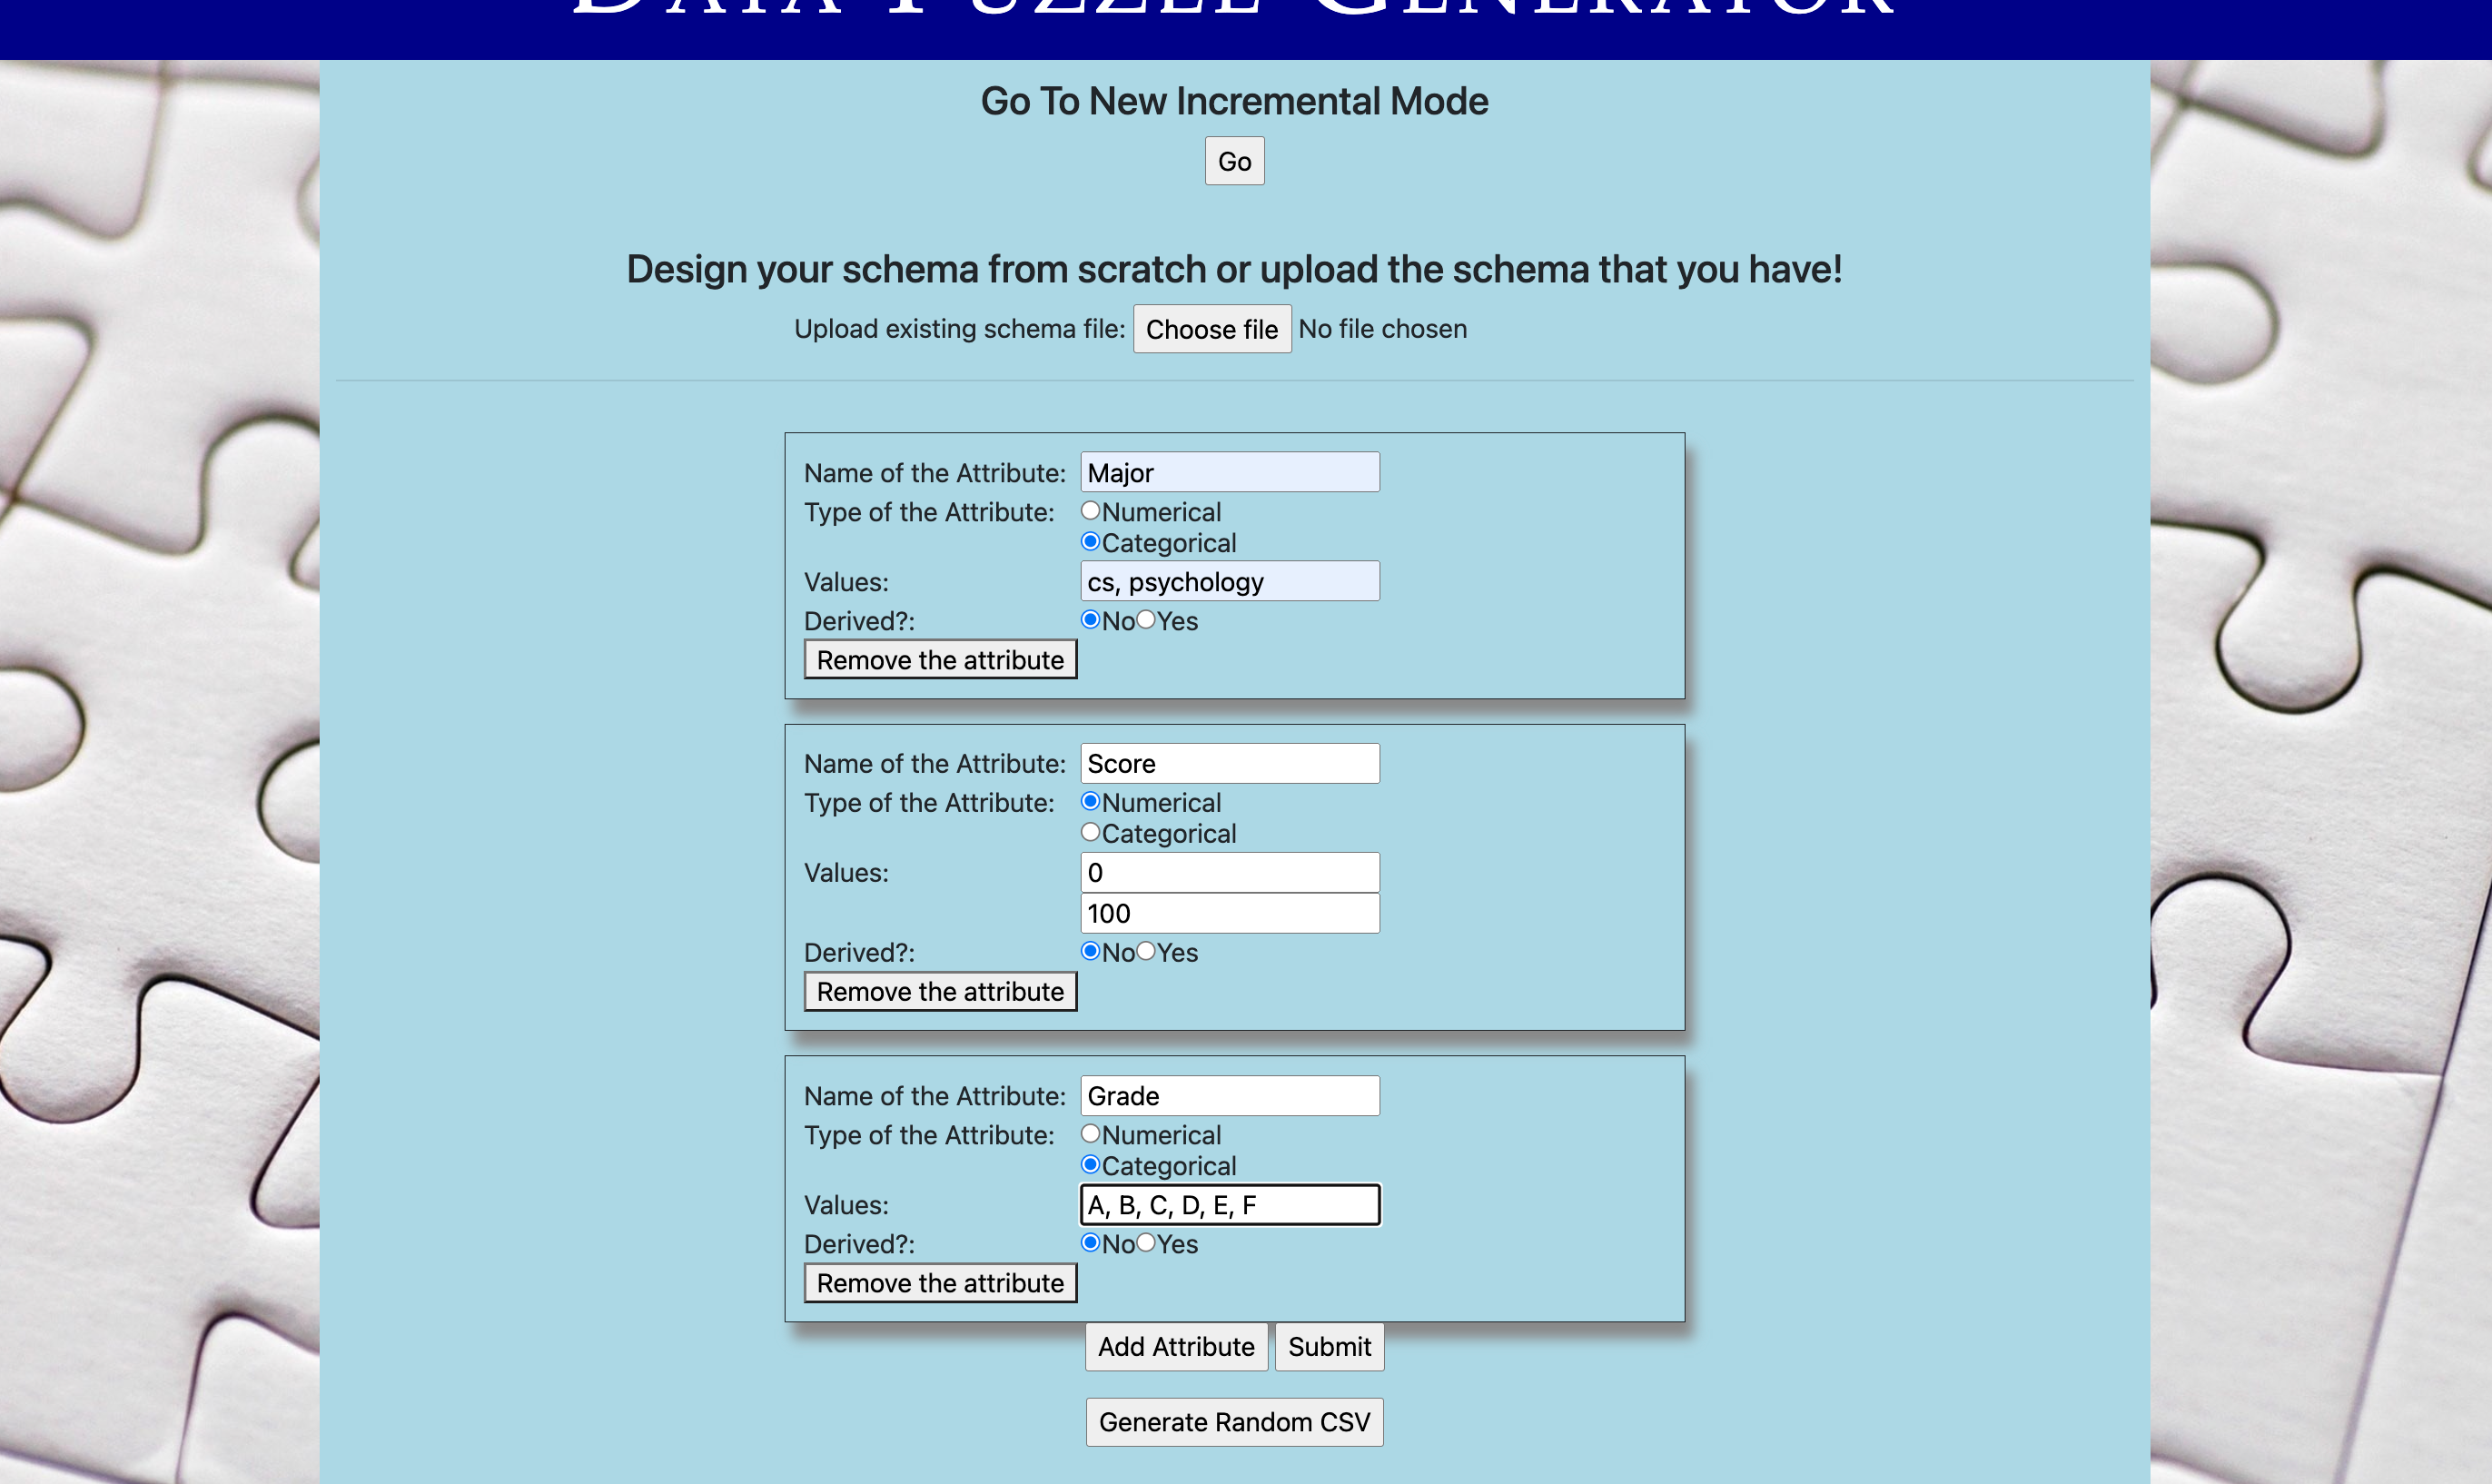 DATA PUZZLE GENERATOR
Go To New Incremental Mode
Go
Design your schema from scratch or upload the schema that you have!
Upload existing schema file: Choose file No file chosen
Name of the Attribute: Major
Type of the Attribute: Numerical
Categorical
Values: cs, psychology
Derived?: No Yes
Remove the attribute
Name of the Attribute: Score
Type of the Attribute: Numerical
Categorical
Values: 0
100
Derived?: No Yes
Remove the attribute
Name of the Attribute: Grade
Type of the Attribute: Numerical
Categorical
Values: A, B, C, D, E, F
Derived?: No Yes
Remove the attribute
Add Attribute Submit
Generate Random CSV